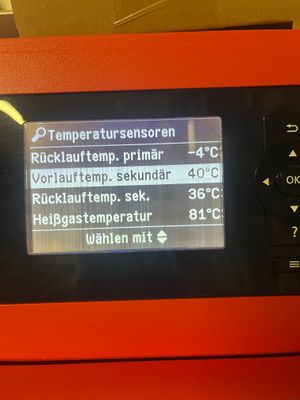 Temperatursensoren
Rücklauftemp. primär -4°C
Vorlauftemp. sekundär 40°C
Rücklauftemp. sek. 36°C
Heißgastemperatur 81°C
Wählen mit
OK
?